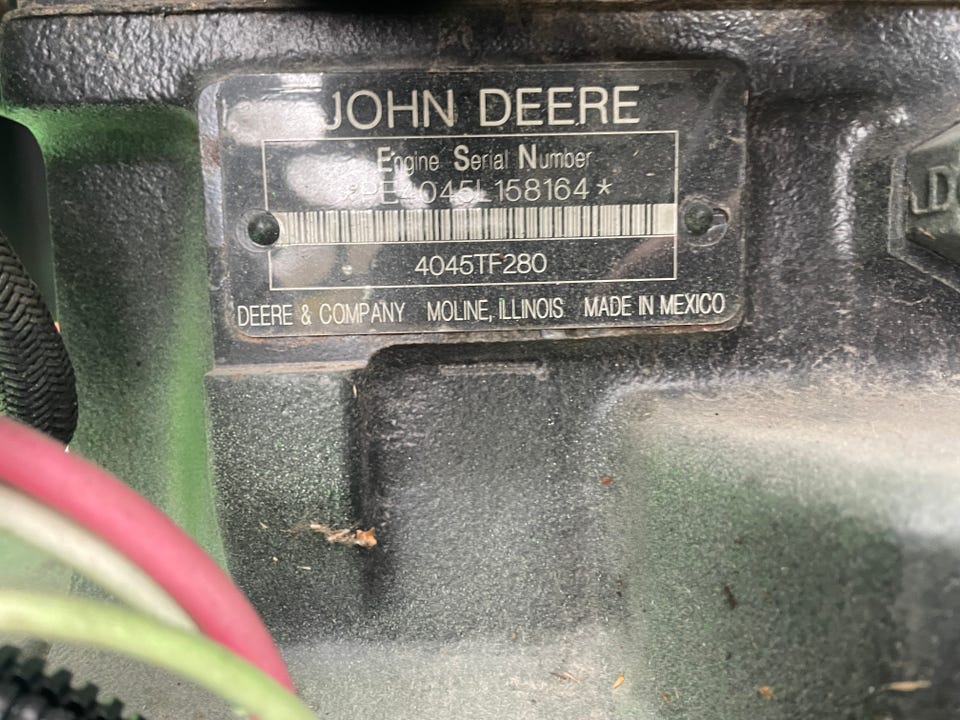 JOHN DEERE
Engine Serial Number
*PE4045L158164*
4045TF280
DEERE & COMPANY MOLINE, ILLINOIS MADE IN MEXICO